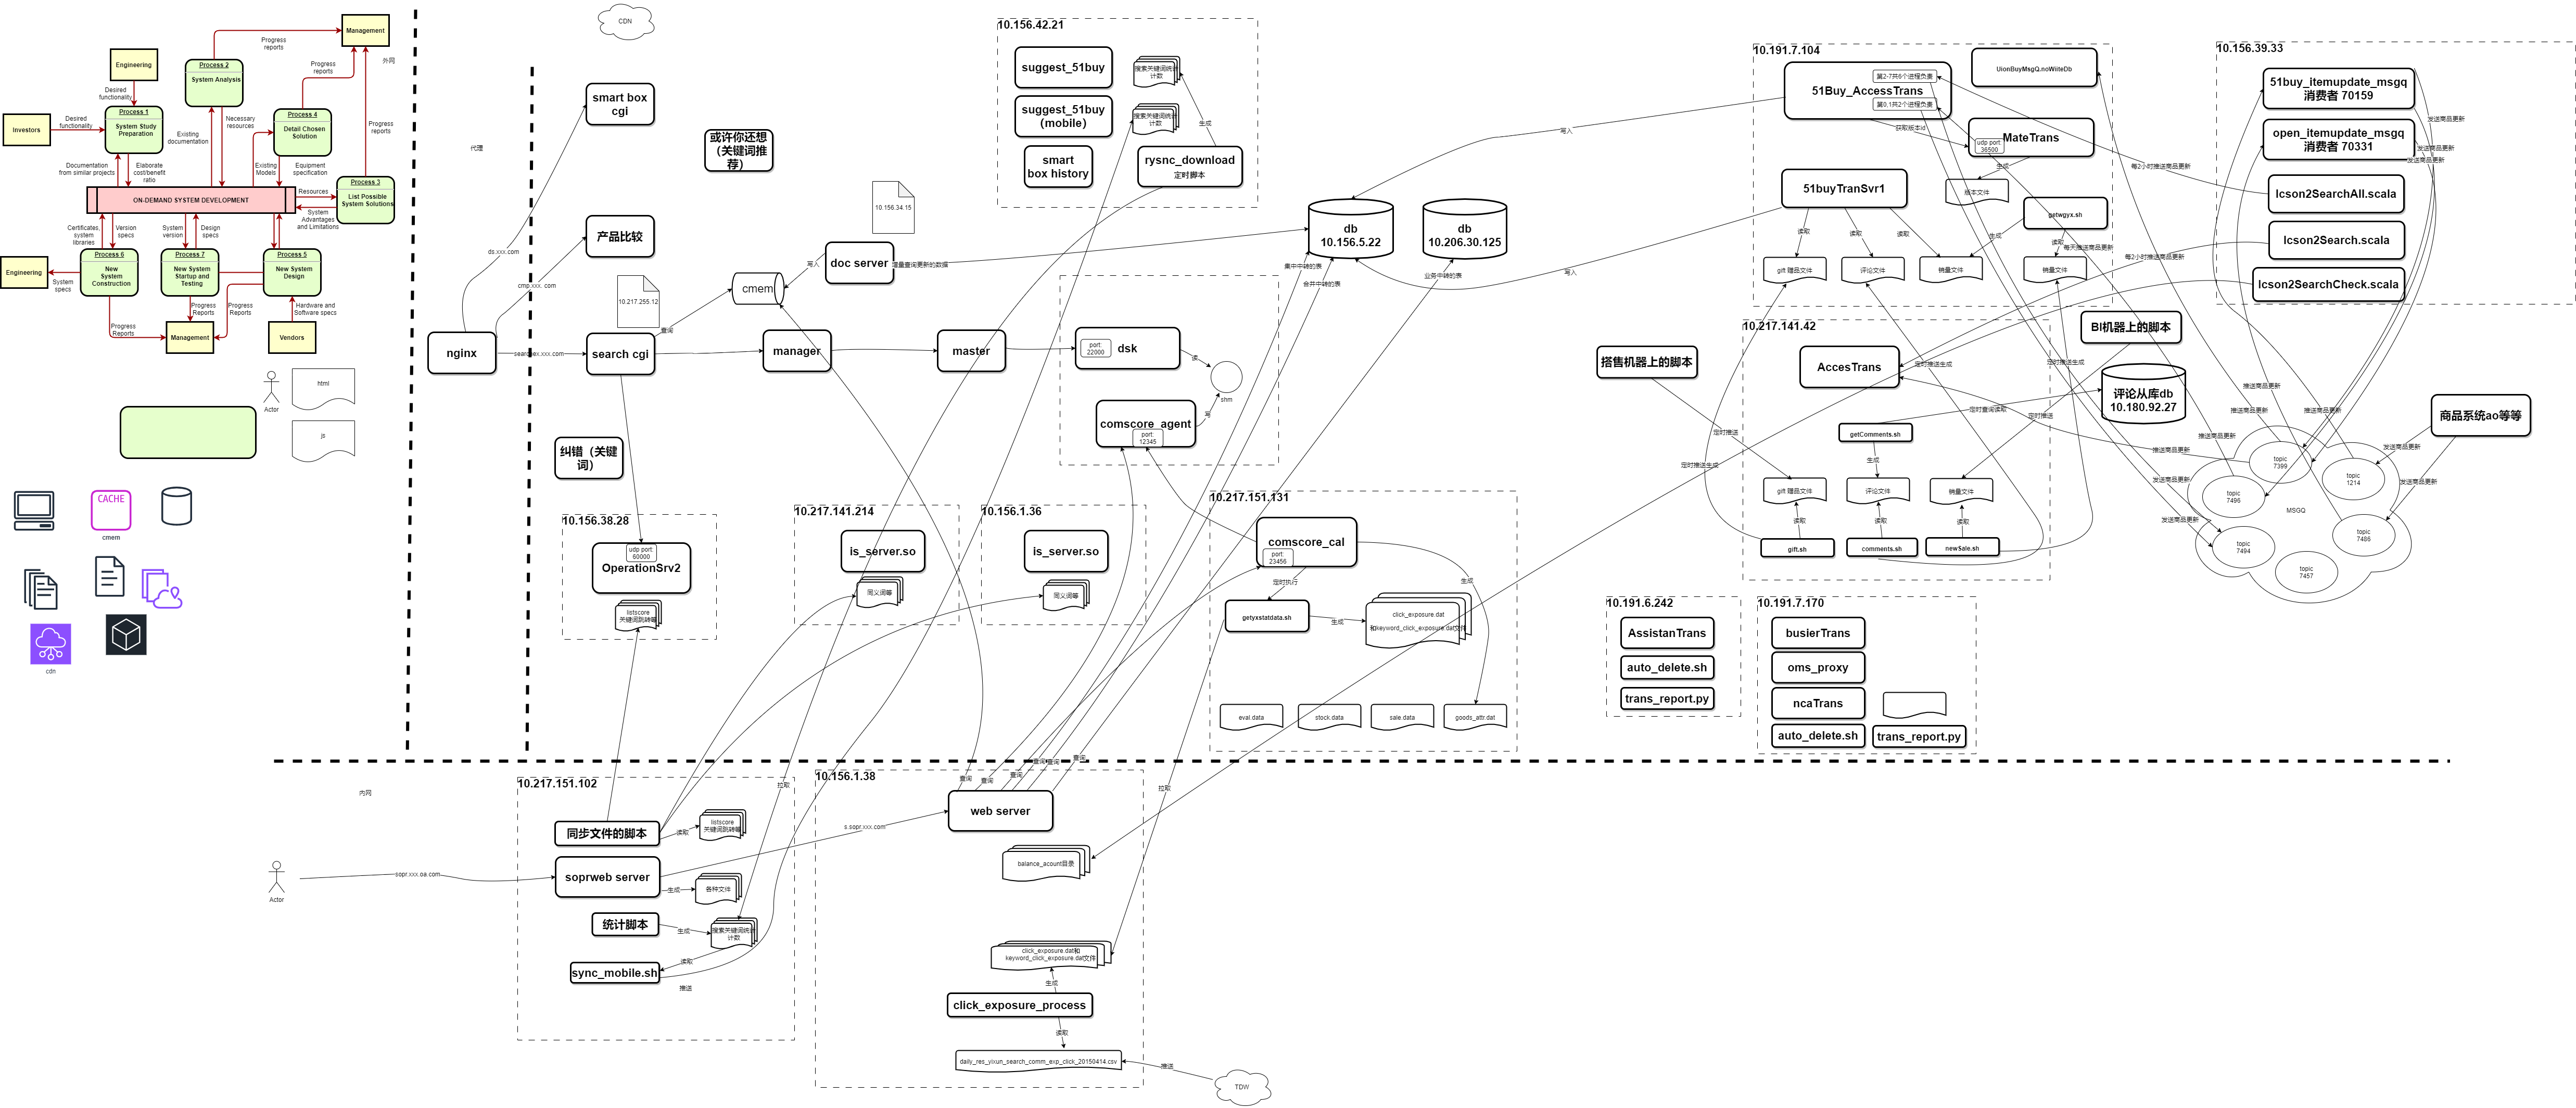 Management
外网
Progress
reports
Engineering
Process 2
System Analysis
Progress
reports
Desired
functionality
Process 1
System Study
Preparation
Investors
Desired
functionality
Existing
documentation
Necessary
resources
Process 4
Detail Chosen
Solution
Progress
reports
Documentation
from similar projects
Elaborate
cost/benefit
ratio
Existing
Models
Equipment
specification
Process 3
List Possible
System Solutions
Resources
ON-DEMAND SYSTEM DEVELOPMENT
System
Advantages
and Limitations
Certificates,
system
libraries
Version
specs
System
version
Design
specs
Process 6
New
System
Construction
Process 7
New System
Startup and
Testing
Process 5
New System
Design
Engineering
System
specs
Progress
Reports
Progress
Reports
Progress
Reports
Hardware and
Software specs
Management
Vendors
Actor
html
js
CACHE
cmem
cdn
CDN
代理
smart box
cgi
或许你还想
（关键词推
荐）
产品比较
ds.xxx.com
cmp.xxx. com
10.217.255.12
10.156.34.15
doc server
写入
cmem
查询
增量查询更新的数据
nginx
searchex.xxx.com
search cgi
manager
master
纠错（关键
词）
10.156.42.21
suggest_51buy
搜索关键词统计
计数
suggest_51buy
（mobile）
搜索关键词统计
计数
生成
smart
box history
rysnc_download
定时脚本
db
10.156.5.22
db
10.206.30.125
集中中转的表
合并中转的表
业务中转的表
写入
写入
port:
22000
dsk
读
shm
写
comscore_agent
port:
12345
10.156.38.28
udp port:
60000
OperationSrv2
listscore
关键词跳转等
10.217.141.214
is_server.so
同义词等
10.156.1.36
is_server.so
同义词等
10.217.151.131
comscore_cal
port:
23456
定时执行
生成
getyxstatdata.sh
生成
click_exposure.dat
和keyword_click_exposure.dat文件
eval.data
stock.data
sale.data
goods_attr.dat
10.191.7.104
第2-7共6个进程负责
51Buy_AccessTrans
第0,1共2个进程负责
UionBuyMsgQ.noWiiteDb
获取版本id
MateTrans
udp port:
36500
生成
版本文件
51buyTranSvr1
getwgyx.sh
读取
读取
读取
生成
读取
每天推送商品更新
gift 赠品文件
评论文件
销量文件
销量文件
10.156.39.33
51buy_itemupdate_msgq
消费者 70159
open_itemupdate_msgq
消费者 70331
Icson2SearchAll.scala
Icson2Search.scala
Icson2SearchCheck.scala
发送商品更新
发送商品更新
发送商品更新
每2小时推送商品更新
每2小时推送商品更新
BI机器上的脚本
搭售机器上的脚本
10.217.141.42
AccesTrans
定时推送生成
定时推送生成
评论从库db
10.180.92.27
定时查询读取
定时推送
定时推送
定时推送生成
getComments.sh
生成
gift 赠品文件
评论文件
销量文件
读取
读取
读取
gift.sh
comments.sh
newSale.sh
商品系统ao等等
推送商品更新
推送商品更新
推送商品更新
推送商品更新
推送商品更新
发送商品更新
发送商品更新
发送商品更新
topic
7399
topic
1214
topic
7496
MSGQ
topic
7486
topic
7494
topic
7457
10.191.6.242
AssistanTrans
auto_delete.sh
trans_report.py
10.191.7.170
busierTrans
oms_proxy
ncaTrans
auto_delete.sh
trans_report.py
内网
Actor
sopr.xxx.oa.com
10.217.151.102
同步文件的脚本
读取
listscore
关键词跳转等
soprweb server
生成
各种文件
统计脚本
生成
搜索关键词统计
计数
读取
sync_mobile.sh
推送
拉取
s.sopr.xxx.com
10.156.1.38
查询
查询
查询
查询
查询
查询
web server
balance_acount目录
拉取
click_exposure.dat和
keyword_click_exposure.dat文件
生成
click_exposure_process
读取
daily_res_yixun_search_comm_exp_click_20150414.csv
推送
TDW